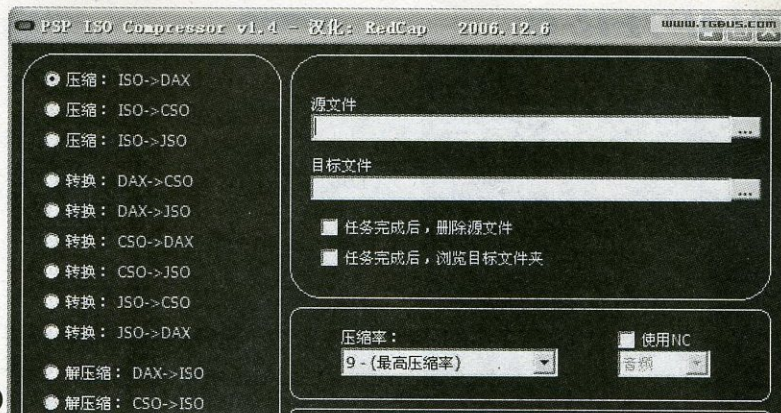 PSP ISO Compressor v1.4 - 汉化: RedCap 2006.12.6
www.TGBUS.com
压缩: ISO->DAX
压缩: ISO->CSO
压缩: ISO->JSO
转换: DAX->CSO
转换: DAX->JSO
转换: CSO->DAX
转换: CSO->JSO
转换: JSO->CSO
转换: JSO->DAX
解压缩: DAX->ISO
解压缩: CSO->ISO
源文件
...
目标文件
...
任务完成后，删除源文件
任务完成后，浏览目标文件夹
压缩率:
9 - (最高压缩率)
使用NC
音频